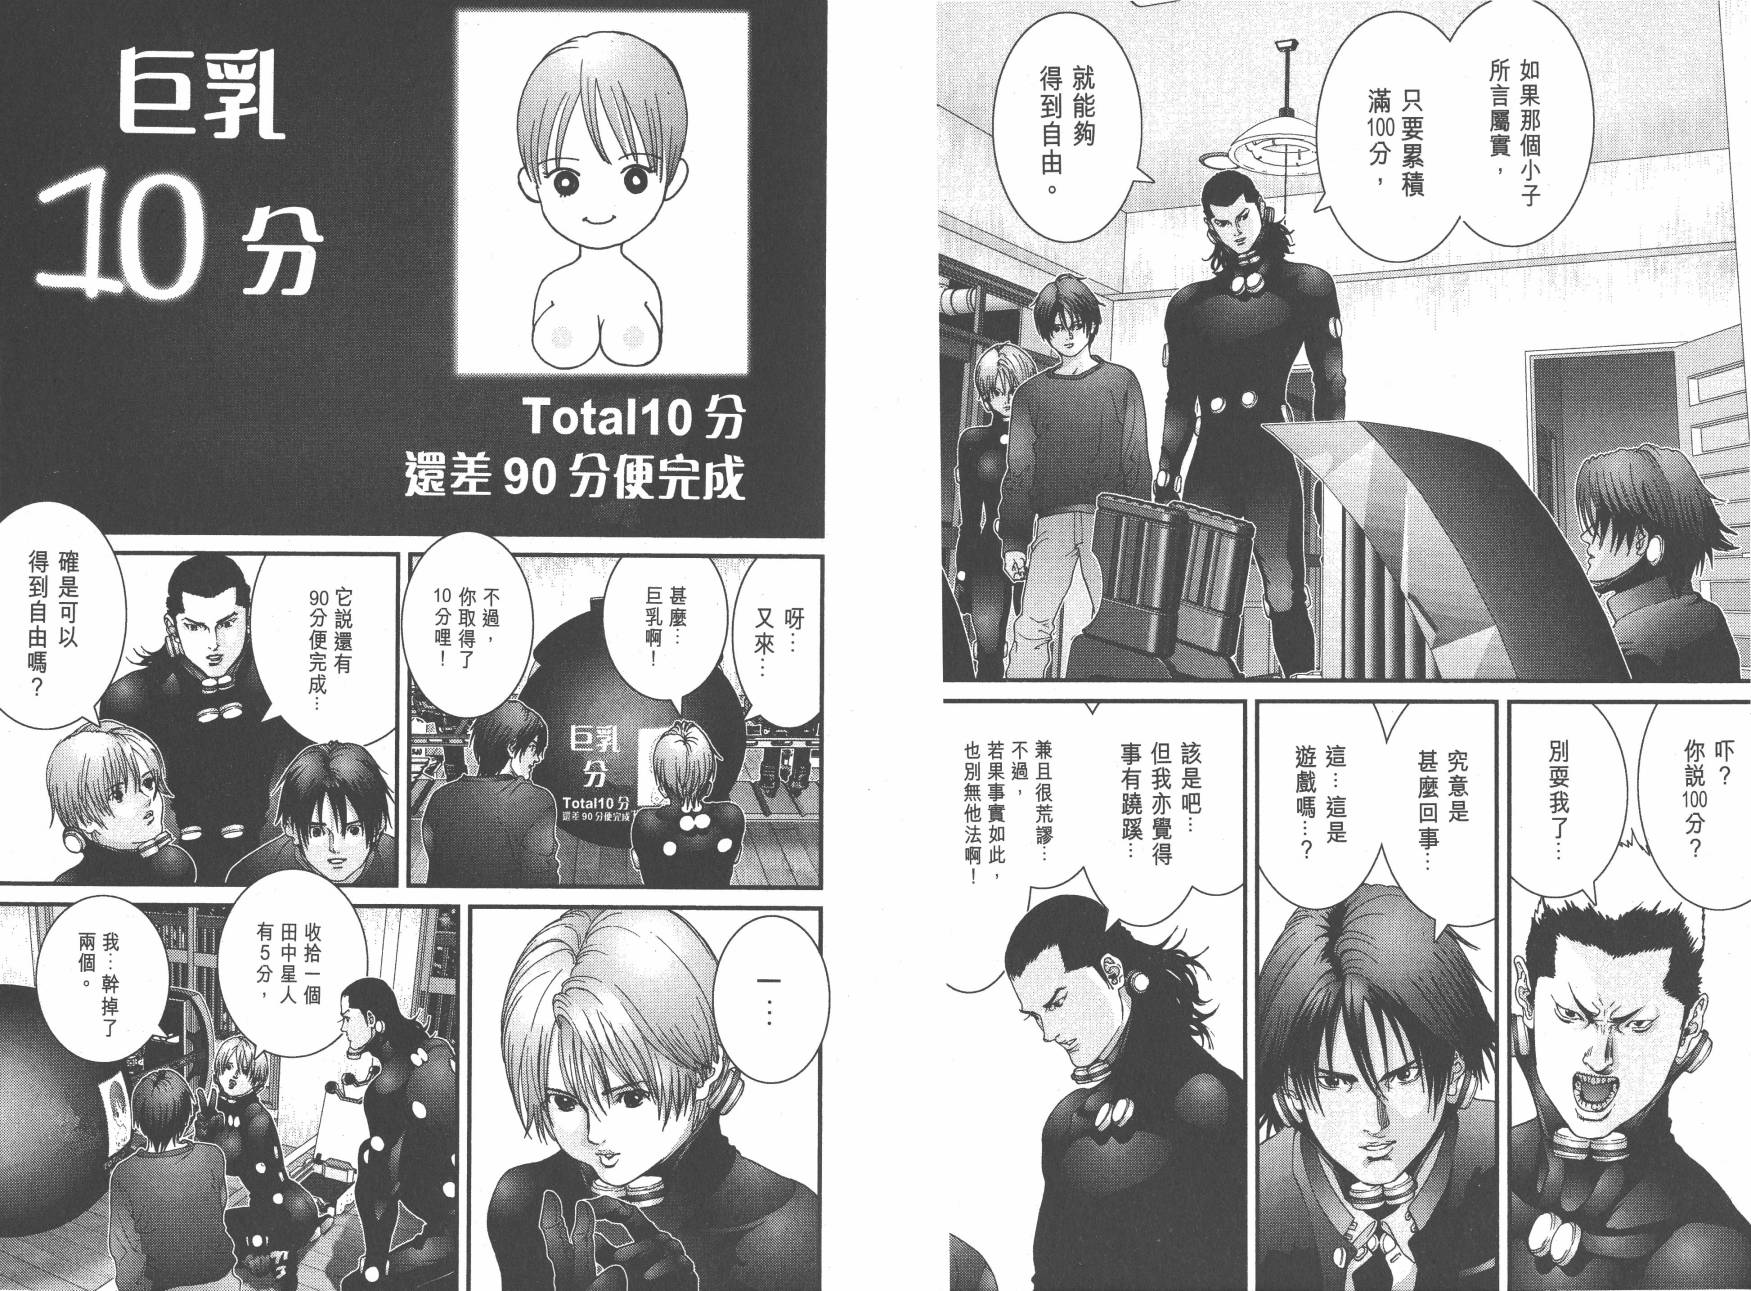 如果那個小子
所言屬實，
只要累積
滿100分，
就能夠
得到自由。
吓？
你説100分？
別耍我了…
究意是
甚麼回事…
這…這是
遊戲嗎…？
該是吧…
但我亦覺得
事有蹺蹊…
兼且很荒謬…
不過，
若果事實如此，
也別無他法啊！
巨乳
10分
Total10分
還差90分便完成
呀…
又來…
甚麼…
巨乳啊！
不過，
你取得了
10分哩！
巨乳
分
Total10分
還差90分便完成
它説還有
90分便完成…
確是可以
得到自由嗎？
一…
收拾一個
田中星人
有5分，
我…幹掉了
兩個。